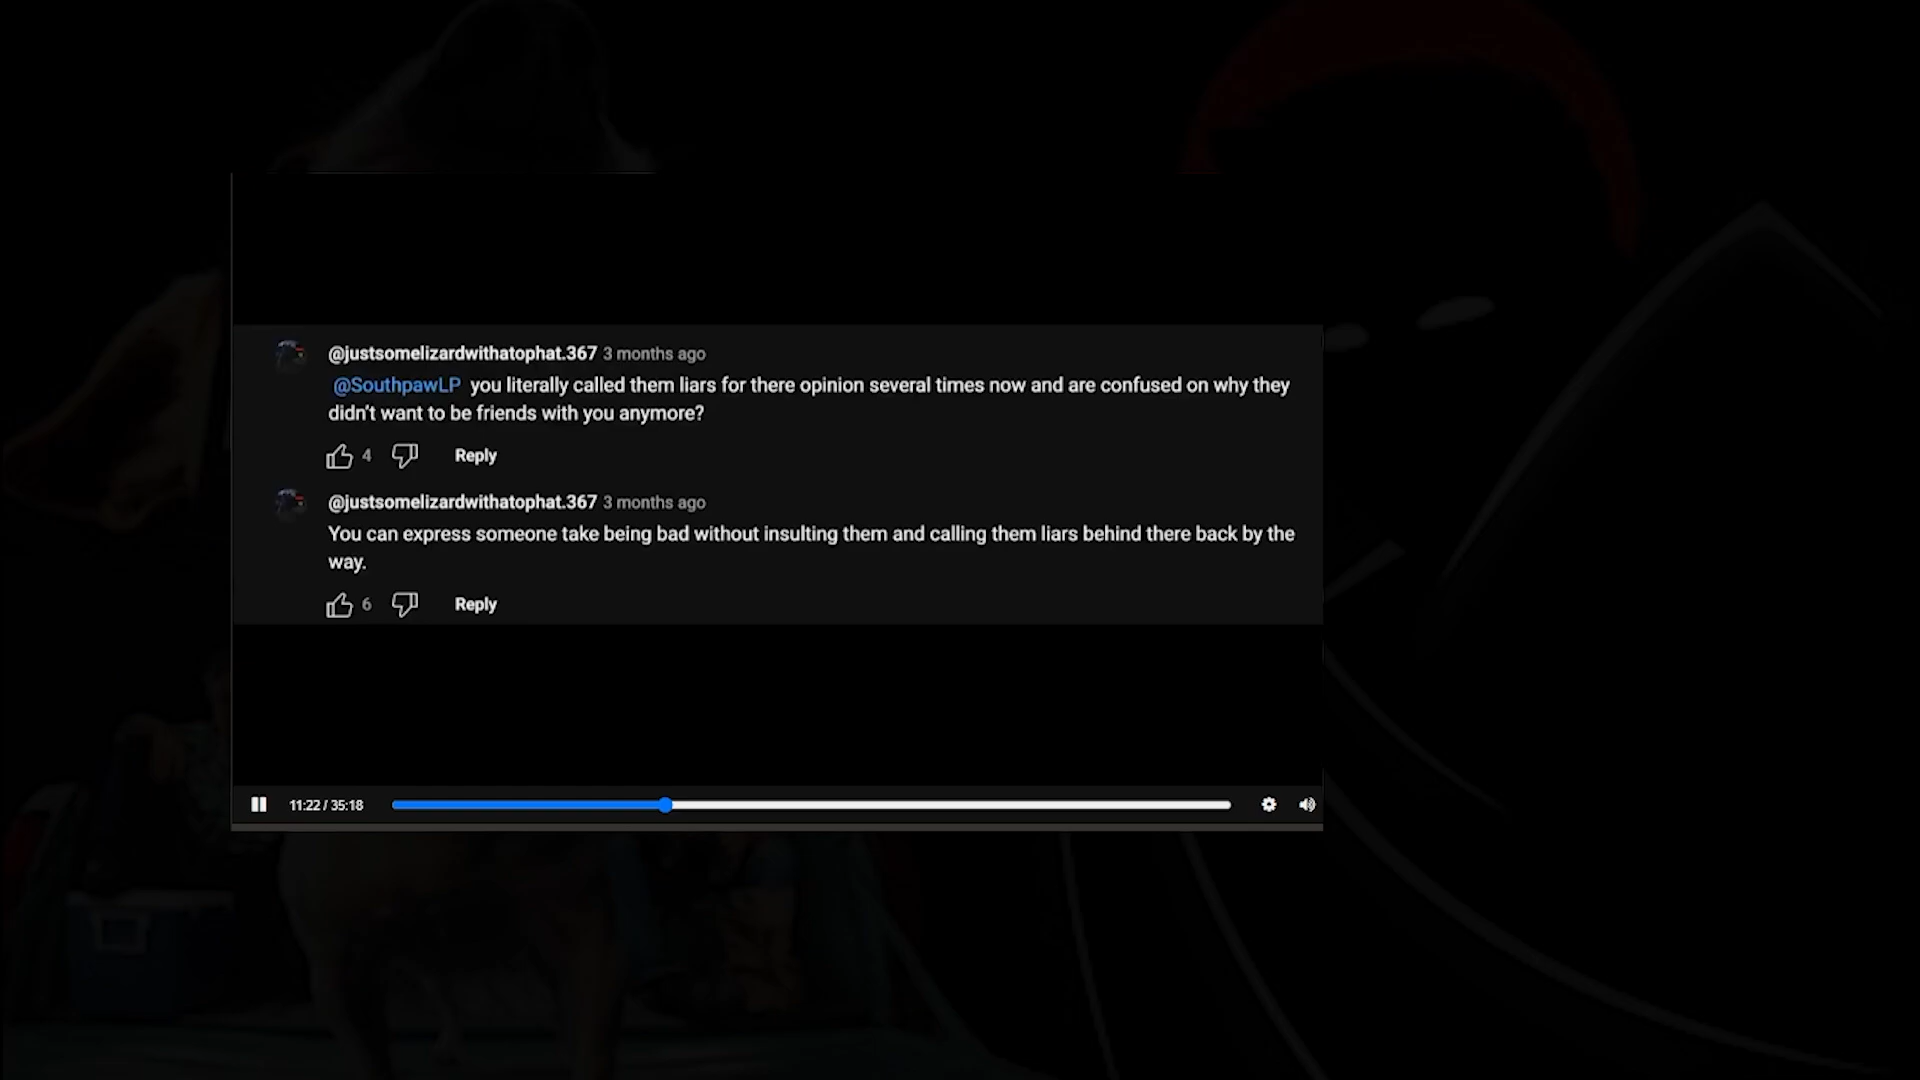 @justsomelizardwithatophat.367 3 months ago
@SouthpawLP you literally called them liars for there opinion several times now and are confused on why they
didn't want to be friends with you anymore?
4 Reply
@justsomelizardwithatophat.367 3 months ago
You can express someone take being bad without insulting them and calling them liars behind there back by the
way.
6 Reply
11:22 / 35:18